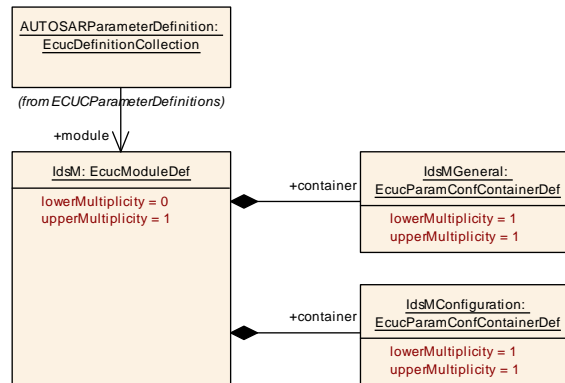 AUTOSARParameterDefinition:
EcucDefinitionCollection
(from ECUCParameterDefinitions)
+module
IdsM: EcucModuleDef
lowerMultiplicity = 0
upperMultiplicity = 1
+container
IdsMGeneral:
EcucParamConfContainerDef
lowerMultiplicity = 1
upperMultiplicity = 1
+container
IdsMConfiguration:
EcucParamConfContainerDef
lowerMultiplicity = 1
upperMultiplicity = 1